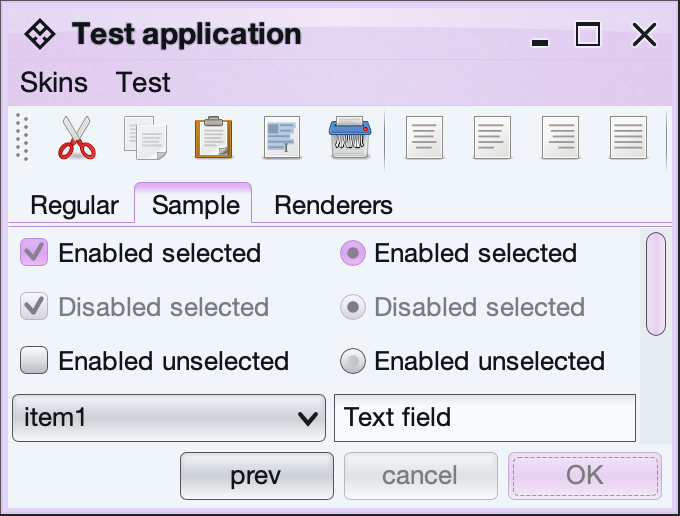 Test application
Skins Test
Regular Sample Renderers
Enabled selected Enabled selected
Disabled selected Disabled selected
Enabled unselected Enabled unselected
item1 Text field
prev cancel OK